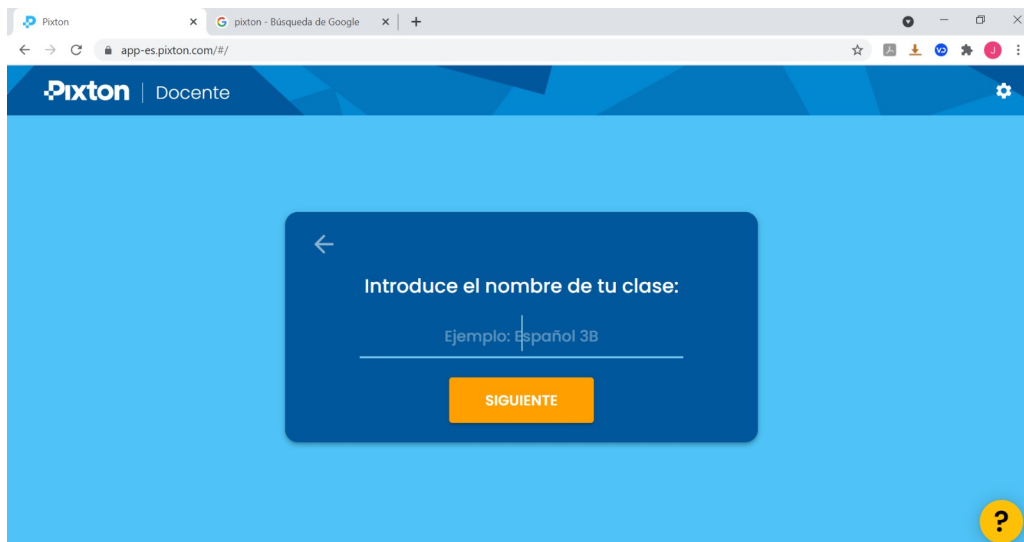 Pixton
pixton - Búsqueda de Google
app-es.pixton.com/#/
J
Pixton | Docente
Introduce el nombre de tu clase:
Ejemplo: Español 3B
SIGUIENTE
?